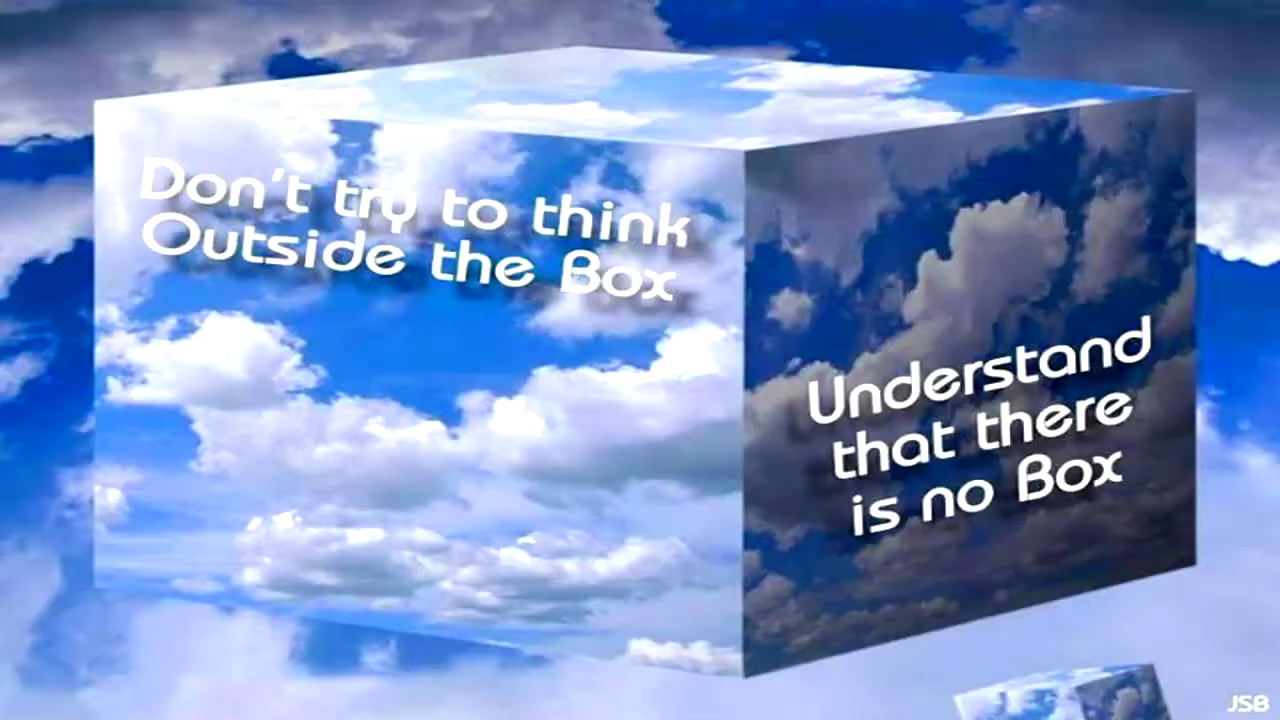 Don't try to think
Outside the Box
Understand
that there
is no Box
JSB